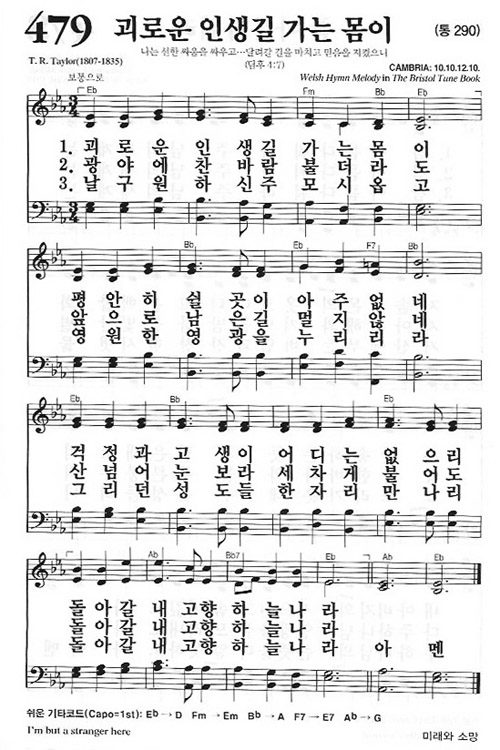 479 괴로운 인생길 가는 몸이 (통 290)
나는 선한 싸움을 싸우고…달려갈 길을 마치고 믿음을 지켰으니
(딤후 4:7)
T. R. Taylor(1807-1835)
CAMBRIA: 10.10.12.10.
Welsh Hymn Melody in The Bristol Tune Book
보통으로
Eb Fm Bb Eb
1. 괴로운 인생길 가는 몸이
2. 광야에 찬바람 불더라도
3. 날 구원하신 주 모시옵고
Bb Eb F7 Bb
평안히 쉴 곳이 아주 없네
앞으로 남은 길 멀지 않네
영원한 영광을 누리리라
Eb Bb Eb Bb
걱정과 고생이 어디는 없으리
산 넘어 눈보라 세차게 불어도
그리던 성도들 한자리 만나리
Ab Eb Bb7 Eb Ab Eb
돌아갈 내 고향 하늘나라
돌아갈 내 고향 하늘나라
돌아갈 내 고향 하늘나라 아멘
쉬운 기타코드(Capo=1st): Eb→D Fm→Em Bb→A F7→E7 Ab→G
I'm but a stranger here
미래와 소망